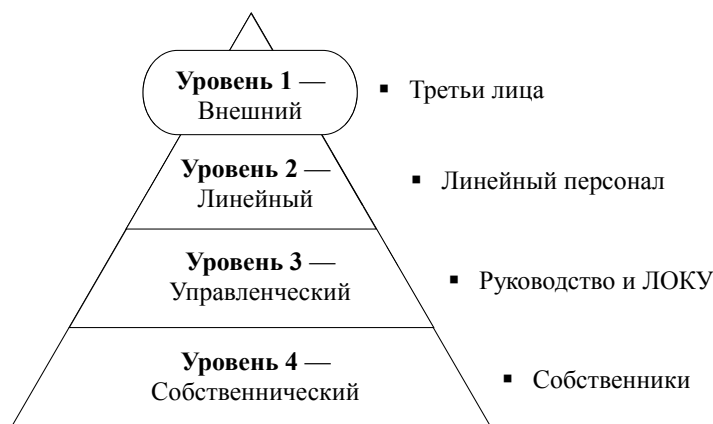 Уровень 1 —
Внешний
▪ Третьи лица
Уровень 2 —
Линейный
▪ Линейный персонал
Уровень 3 —
Управленческий
▪ Руководство и ЛОКУ
Уровень 4 —
Собственнический
▪ Собственники